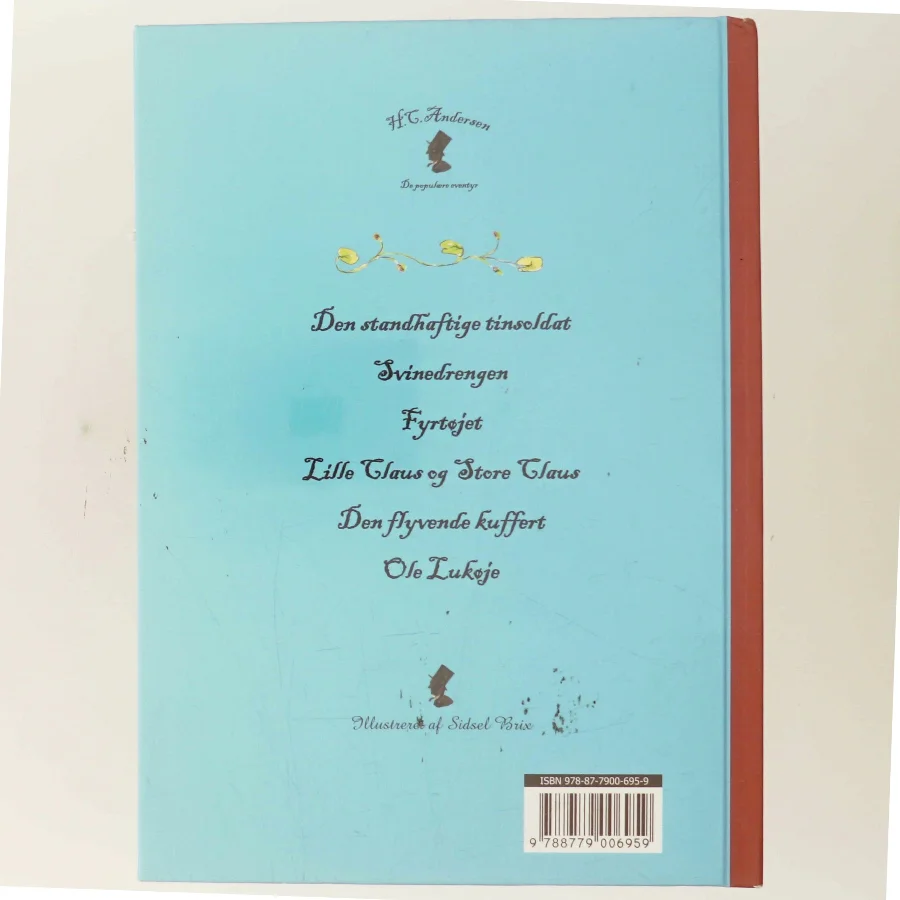 H.C. Andersen
De populære eventyr
Den standhaftige tinsoldat
Svinedrengen
Fyrtøjet
Lille Claus og Store Claus
Den flyvende kuffert
Ole Lukøje
Illustreret af Sidsel Brix
ISBN 978-87-7900-695-9
9 788779 006959